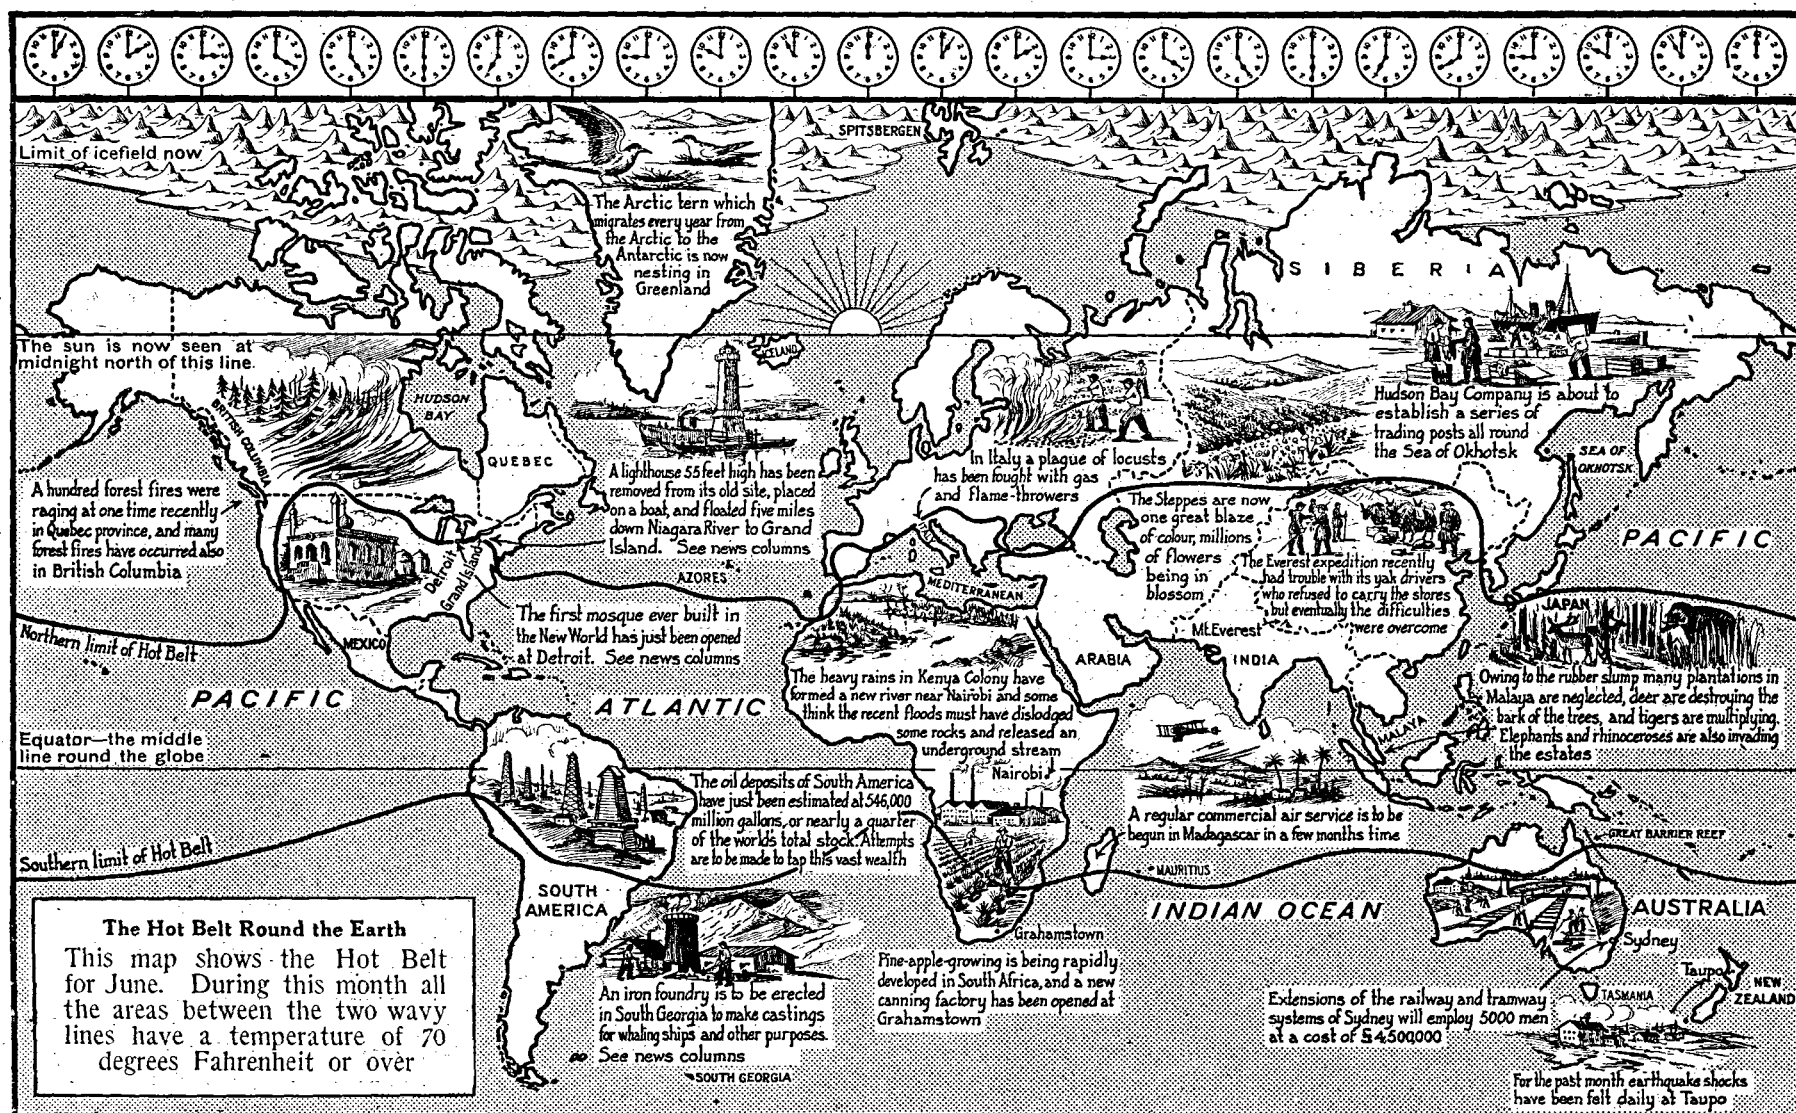 SPITSBERGEN
Limit of icefield now
The Arctic tern which
migrates every year from
the Arctic to the
Antarctic is now
nesting in
Greenland
SIBERIA
The sun is now seen at
midnight north of this line.
ICELAND
HUDSON
BAY
BRITISH COLUMBIA
QUEBEC
Hudson Bay Company is about to
establish a series of
trading posts all round
the Sea of Okhotsk
SEA OF
OKHOTSK
A lighthouse 55 feet high has been
removed from its old site, placed
on a boat, and floated five miles
down Niagara River to Grand
Island. See news columns
In Italy a plague of locusts
has been fought with gas
and flame-throwers
A hundred forest fires were
raging at one time recently
in Quebec province, and many
forest fires have occurred also
in British Columbia
The Steppes are now
one great blaze
of colour, millions
of flowers
being in
blossom
PACIFIC
ITALY
Detroit
Grand Island
AZORES
MEDITERRANEAN
The Everest expedition recently
had trouble with its yak drivers
who refused to carry the stores
but eventually the difficulties
were overcome
Mt. Everest
JAPAN
The first mosque ever built in
the New World has just been opened
at Detroit. See news columns
Northern limit of Hot Belt
MEXICO
ARABIA
INDIA
PACIFIC
ATLANTIC
The heavy rains in Kenya Colony have
formed a new river near Nairobi and some
think the recent floods must have dislodged
some rocks and released an
underground stream
Nairobi
MALAYA
Owing to the rubber slump many plantations in
Malaya are neglected, deer are destroying the
bark of the trees, and tigers are multiplying.
Elephants and rhinoceroses are also invading
the estates
Equator—the middle
line round the globe
The oil deposits of South America
have just been estimated at 546,000
million gallons, or nearly a quarter
of the world's total stock. Attempts
are to be made to tap this vast wealth
A regular commercial air service is to be
begun in Madagascar in a few months time
GREAT BARRIER REEF
Southern limit of Hot Belt
MAURITIUS
SOUTH
AMERICA
INDIAN OCEAN
AUSTRALIA
Grahamstown
Sydney
The Hot Belt Round the Earth
This map shows the Hot Belt
for June. During this month all
the areas between the two wavy
lines have a temperature of 70
degrees Fahrenheit or over
Pine-apple-growing is being rapidly
developed in South Africa, and a new
canning factory has been opened at
Grahamstown
An iron foundry is to be erected
in South Georgia to make castings
for whaling ships and other purposes.
See news columns
SOUTH GEORGIA
Extensions of the railway and tramway
systems of Sydney will employ 5000 men
at a cost of £4,500,000
TASMANIA
Taupo
NEW
ZEALAND
For the past month earthquake shocks
have been felt daily at Taupo